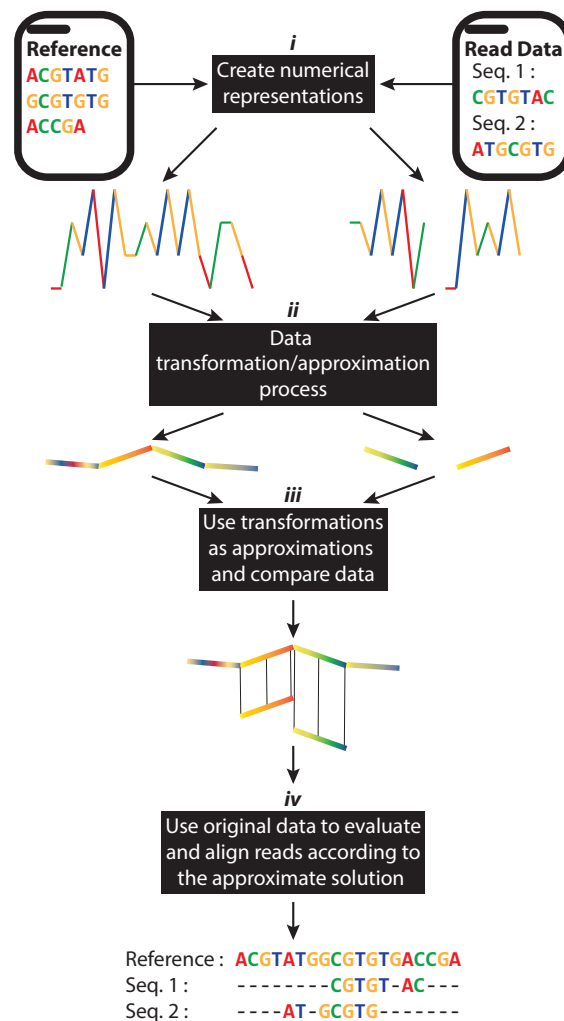 Reference
ACGTATG
GCGTGTG
ACCGA
i
Create numerical
representations
Read Data
Seq. 1 :
CGTGTAC
Seq. 2 :
ATGCGTG
ii
Data
transformation/approximation
process
iii
Use transformations
as approximations
and compare data
iv
Use original data to evaluate
and align reads according to
the approximate solution
Reference : ACGTATGGCGTGTGACCGA
Seq. 1 : --------CGTGT-AC---
Seq. 2 : ----AT-GCGTG-------